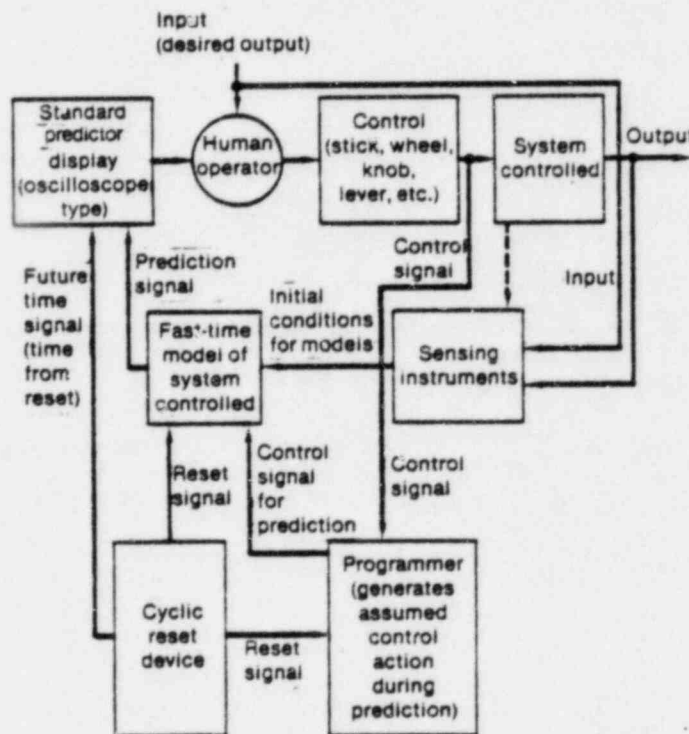 Input
(desired output)
Standard
predictor
display
(oscilloscope
type)
Human
operator
Control
(stick, wheel,
knob,
lever, etc.)
System
controlled
Output
Future
time
signal
(time
from
reset)
Prediction
signal
Control
signal
Input
Initial
conditions
for models
Fast-time
model of
system
controlled
Sensing
instruments
Reset
signal
Control
signal
for
prediction
Control
signal
Cyclic
reset
device
Reset
signal
Programmer
(generates
assumed
control
action
during
prediction)